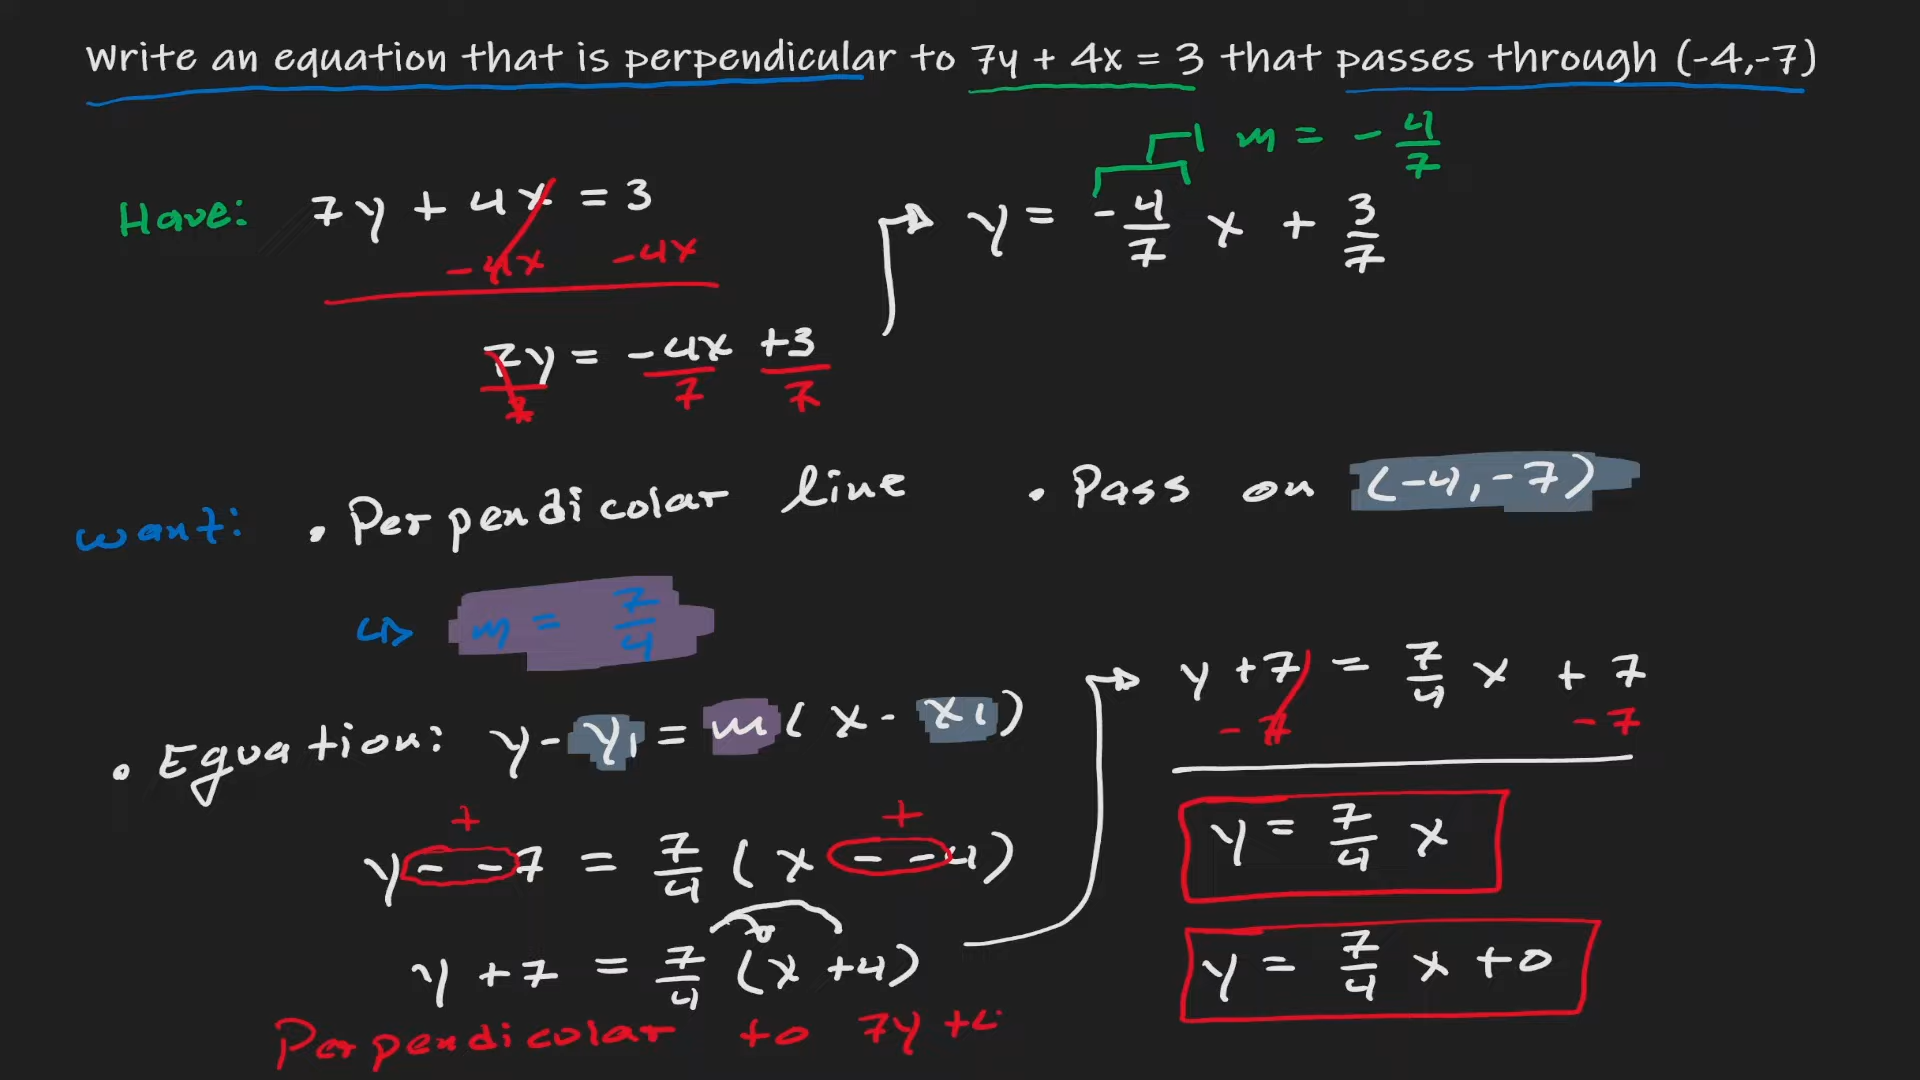 Write an equation that is perpendicular to 7y + 4x = 3 that passes through (-4,-7)
m = - 4/7
Have: 7y + 4x = 3
-4x -4x
7y = -4x +3
7 7 7
y = -4/7 x + 3/7
want: • Perpendicolar line • Pass on (-4,-7)
m = 7/4
• Equation: y - y1 = m(x - x1)
+ +
y - -7 = 7/4 (x - -4)
y +7 = 7/4 (x +4)
y +7 = 7/4 x + 7
-7 -7
y = 7/4 x
y = 7/4 x +0
Perpendicolar to 7y +